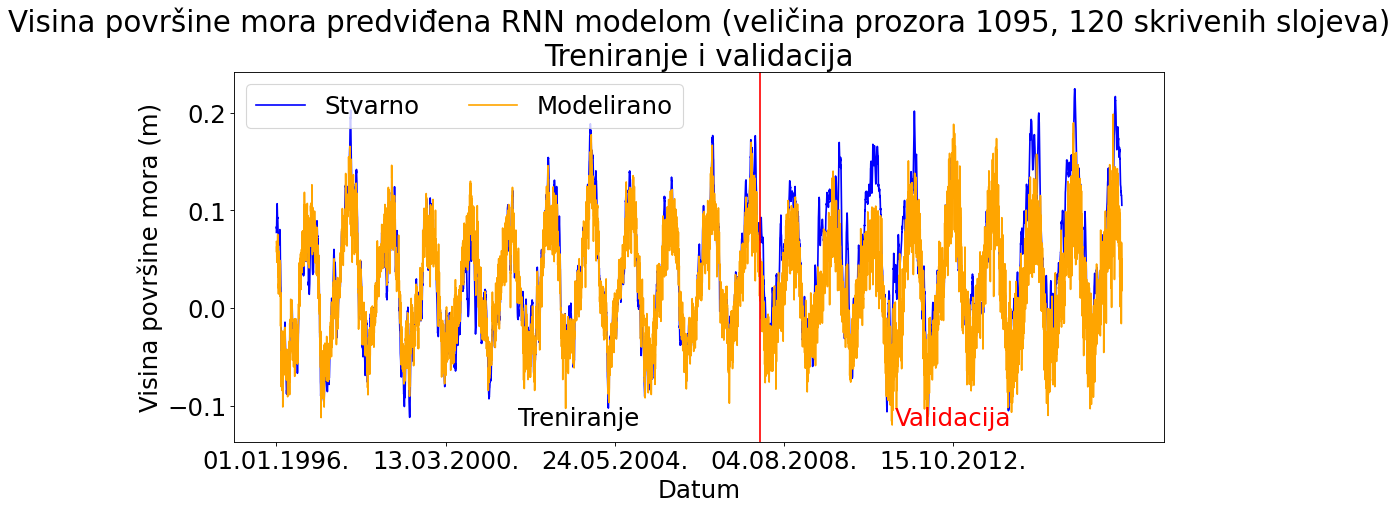 Visina površine mora predviđena RNN modelom (veličina prozora 1095, 120 skrivenih slojeva)
Treniranje i validacija
Stvarno
Modelirano
Visina površine mora (m)
0.2
0.1
0.0
−0.1
Treniranje
Validacija
01.01.1996.
13.03.2000.
24.05.2004.
04.08.2008.
15.10.2012.
Datum